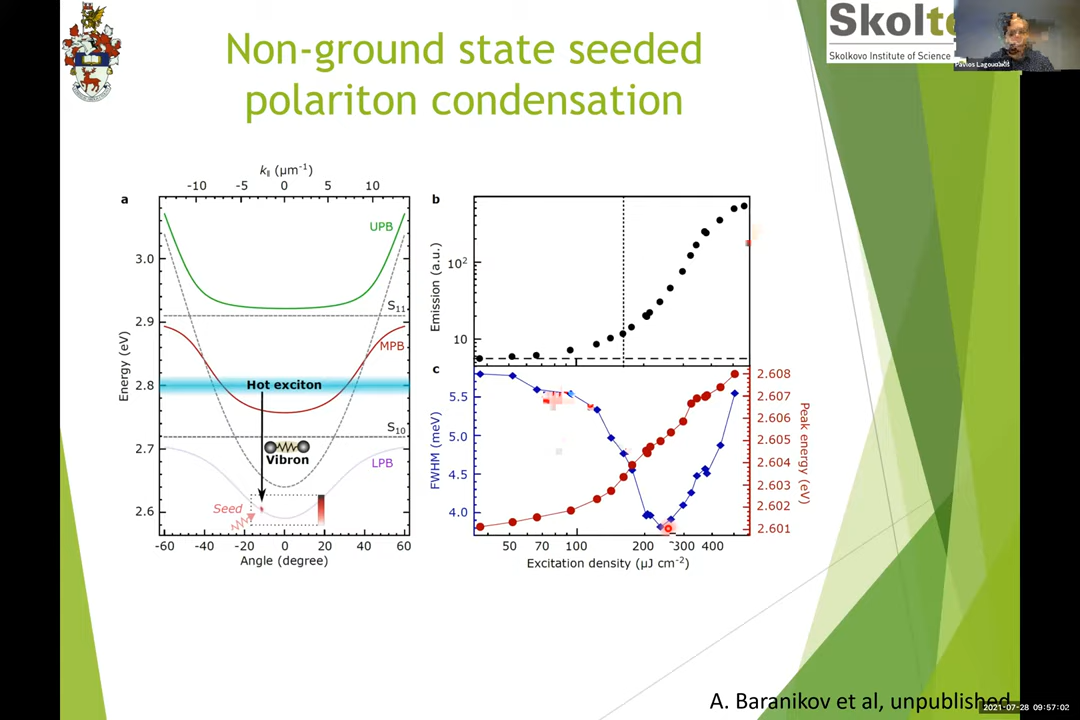 Non-ground state seeded
polariton condensation
Skolt
Skolkovo Institute of Science
a
k∥ (µm⁻¹)
-10 -5 0 5 10
UPB
3.0
S₁₁
2.9
MPB
2.8
Hot exciton
S₁₀
2.7
Vibron
LPB
Seed
2.6
Energy (eV)
-60 -40 -20 0 20 40 60
Angle (degree)
b
Emission (a.u.)
10²
10
c
FWHM (meV)
5.5
5.0
4.5
4.0
2.608
2.607
2.606
2.605
2.604
2.603
2.602
2.601
Peak energy (eV)
50 70 100 200 300 400
Excitation density (µJ cm⁻²)
A. Baranikov et al, unpublished
2021-07-28 09:57:02